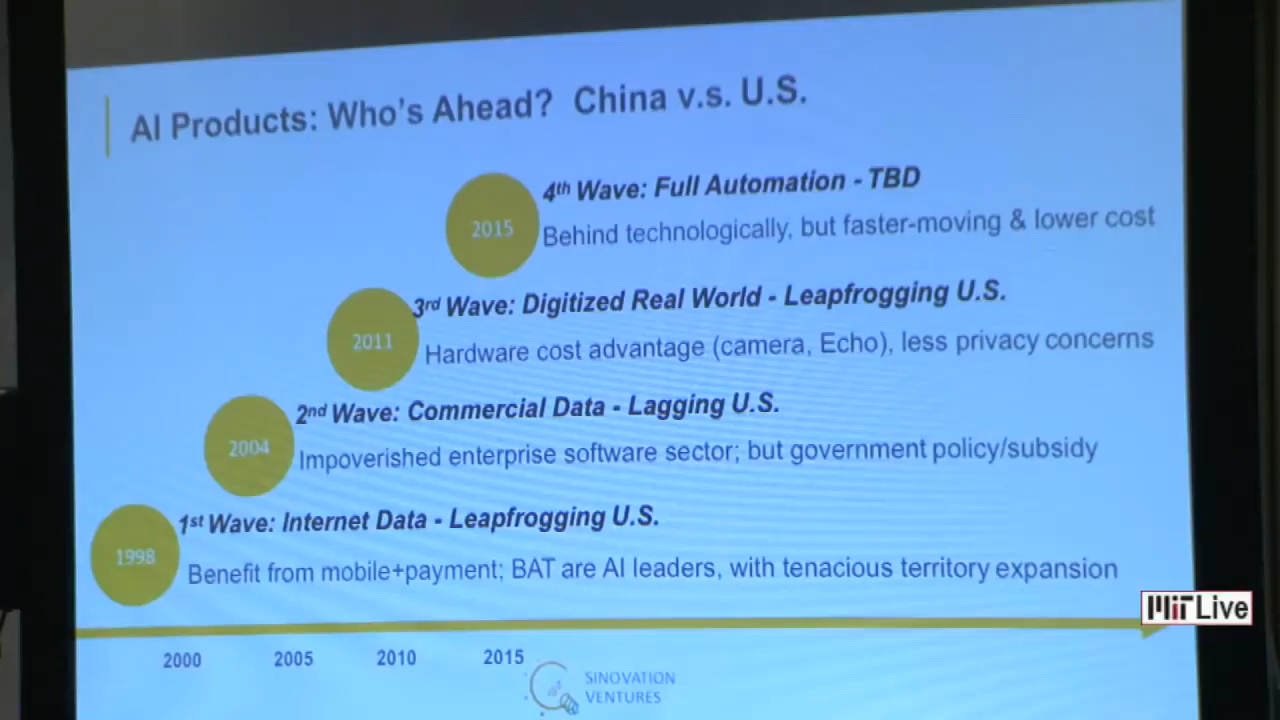 AI Products: Who's Ahead? China v.s. U.S.
2015
4th Wave: Full Automation - TBD
Behind technologically, but faster-moving & lower cost
2011
3rd Wave: Digitized Real World - Leapfrogging U.S.
Hardware cost advantage (camera, Echo), less privacy concerns
2004
2nd Wave: Commercial Data - Lagging U.S.
Impoverished enterprise software sector; but government policy/subsidy
1998
1st Wave: Internet Data - Leapfrogging U.S.
Benefit from mobile+payment; BAT are AI leaders, with tenacious territory expansion
MIT Live
2000 2005 2010 2015
SINOVATION
VENTURES